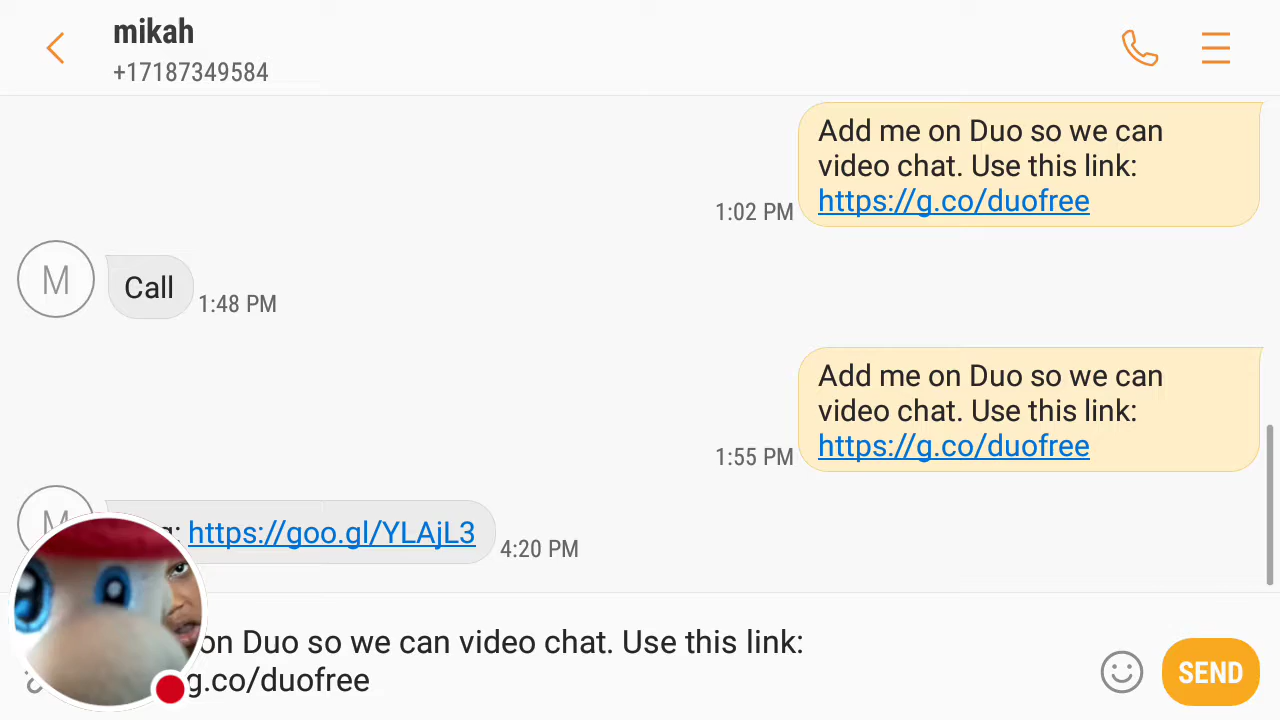 mikah
+17187349584
Add me on Duo so we can
video chat. Use this link:
https://g.co/duofree
1:02 PM
M
Call
1:48 PM
Add me on Duo so we can
video chat. Use this link:
https://g.co/duofree
1:55 PM
M
https://goo.gl/YLAjL3
4:20 PM
on Duo so we can video chat. Use this link:
g.co/duofree
SEND